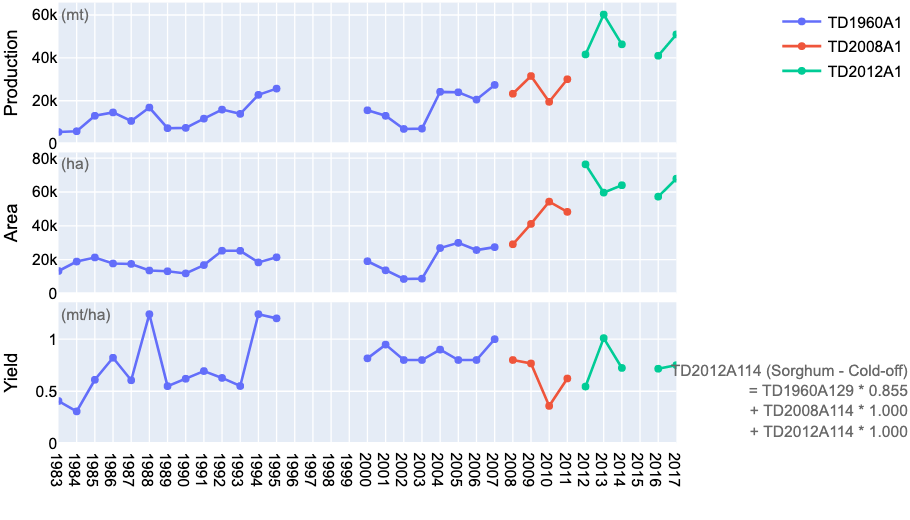 Production
60k
(mt)
40k
20k
0
TD1960A1
TD2008A1
TD2012A1
Area
80k
(ha)
60k
40k
20k
0
Yield
(mt/ha)
1
0.5
0
TD2012A114 (Sorghum - Cold-off)
= TD1960A129 * 0.855
+ TD2008A114 * 1.000
+ TD2012A114 * 1.000
1983
1984
1985
1986
1987
1988
1989
1990
1991
1992
1993
1994
1995
1996
1997
1998
1999
2000
2001
2002
2003
2004
2005
2006
2007
2008
2009
2010
2011
2012
2013
2014
2015
2016
2017